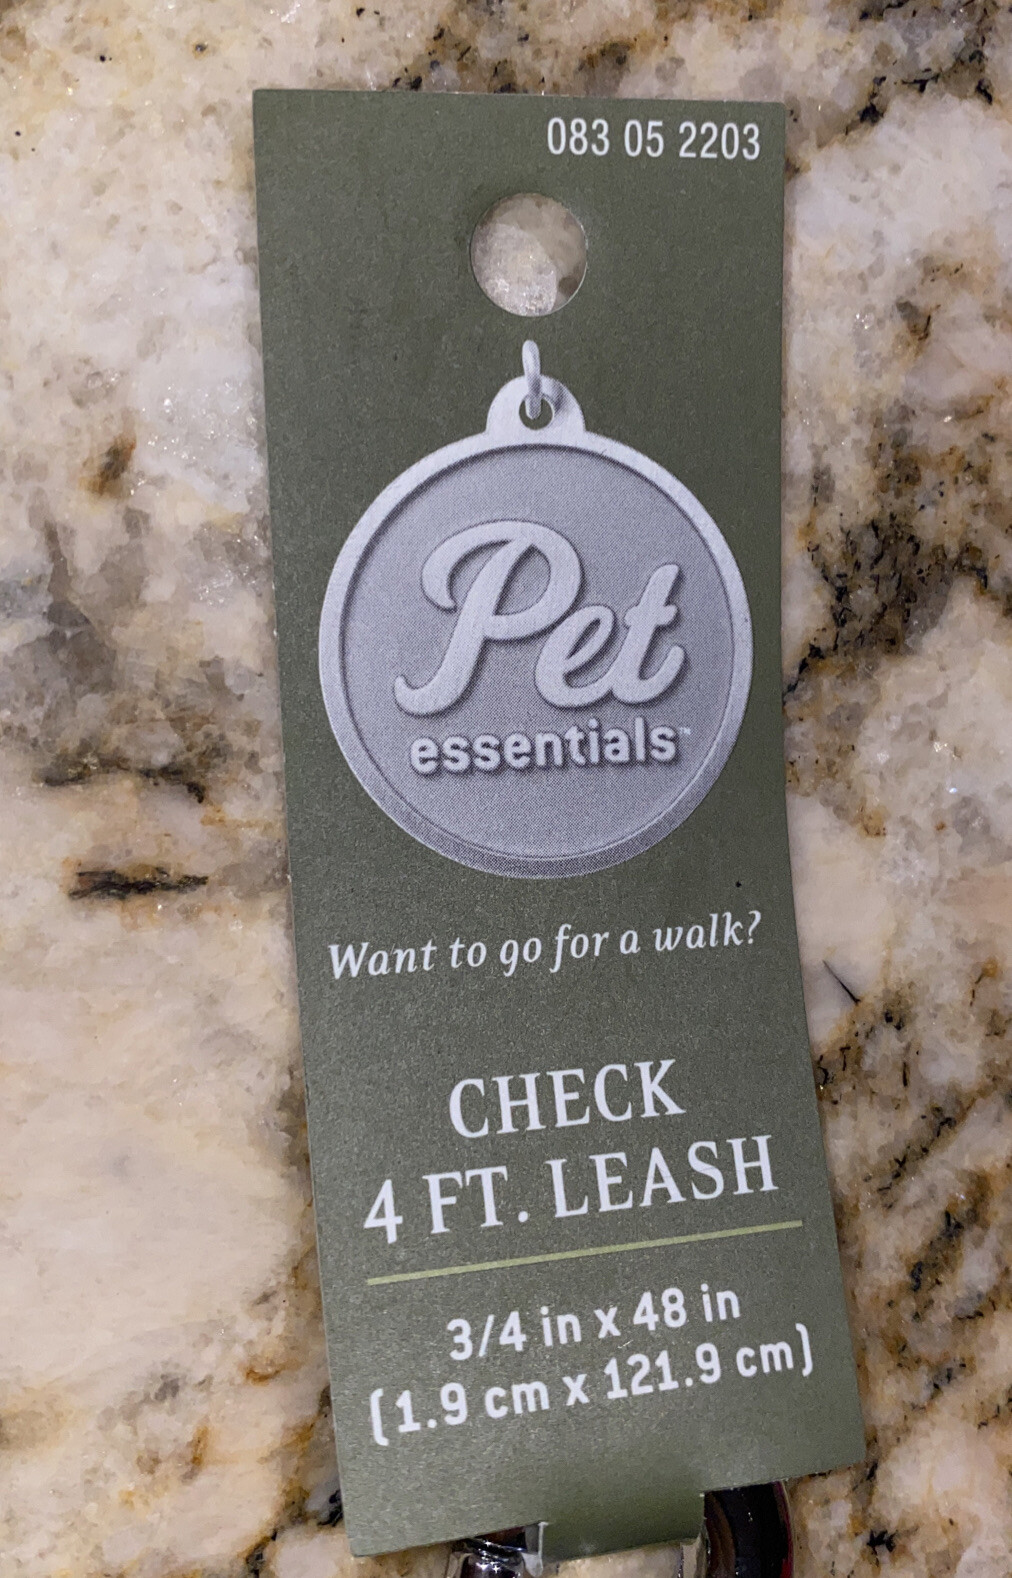 083 05 2203
Pet
essentials™
Want to go for a walk?
CHECK
4 FT. LEASH
3/4 in x 48 in
(1.9 cm x 121.9 cm)